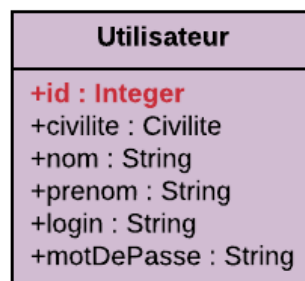 Utilisateur
+id : Integer
+civilite : Civilite
+nom : String
+prenom : String
+login : String
+motDePasse : String